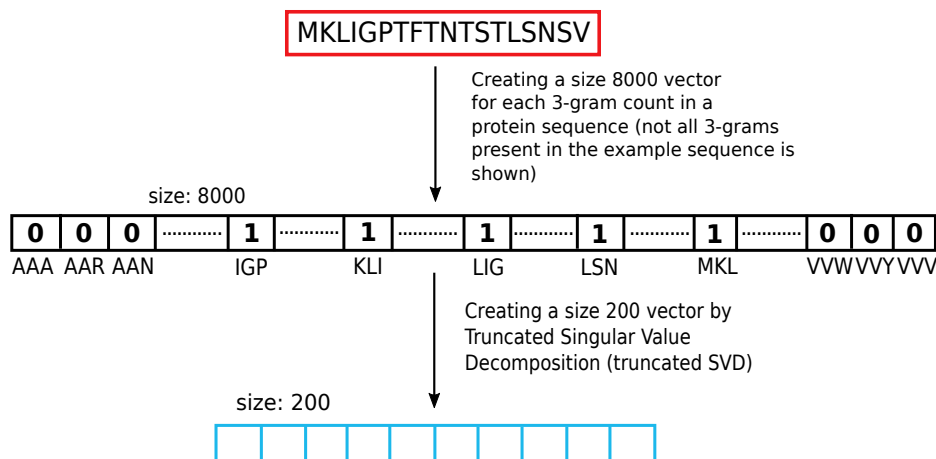 MKLIGPTFTNTSTLSNSV
Creating a size 8000 vector
for each 3-gram count in a
protein sequence (not all 3-grams
present in the example sequence is
shown)
size: 8000
0 0 0 ............ 1 ............ 1 ............ 1 ............ 1 ............ 1 ............ 0 0 0
AAA AAR AAN IGP KLI LIG LSN MKL VVW VVY VVV
Creating a size 200 vector by
Truncated Singular Value
Decomposition (truncated SVD)
size: 200